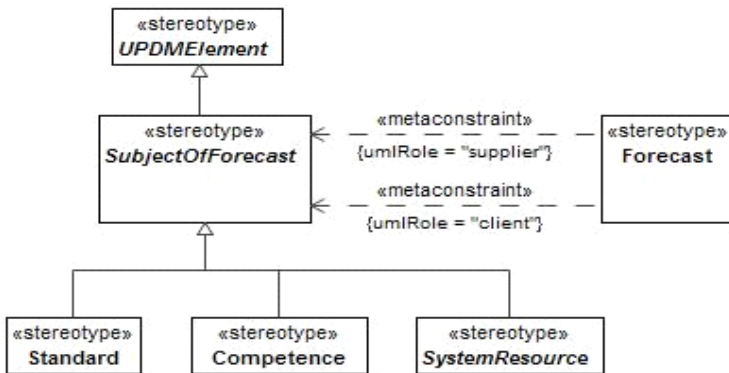 «stereotype»
UPDMElement
«stereotype»
SubjectOfForecast
«metaconstraint»
{umlRole = "supplier"}
«metaconstraint»
{umlRole = "client"}
«stereotype»
Forecast
«stereotype»
Standard
«stereotype»
Competence
«stereotype»
SystemResource